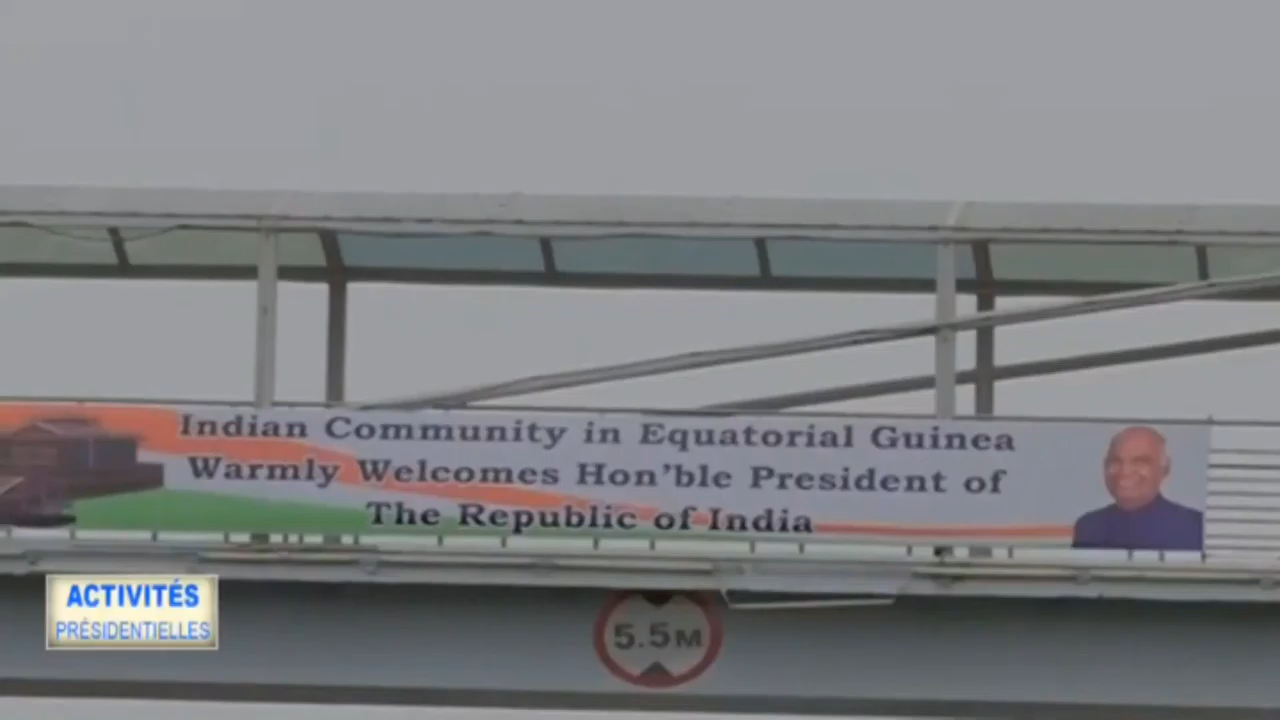 Indian Community in Equatorial Guinea
Warmly Welcomes Hon'ble President of
The Republic of India
ACTIVITÉS
PRÉSIDENTIELLES
5.5M